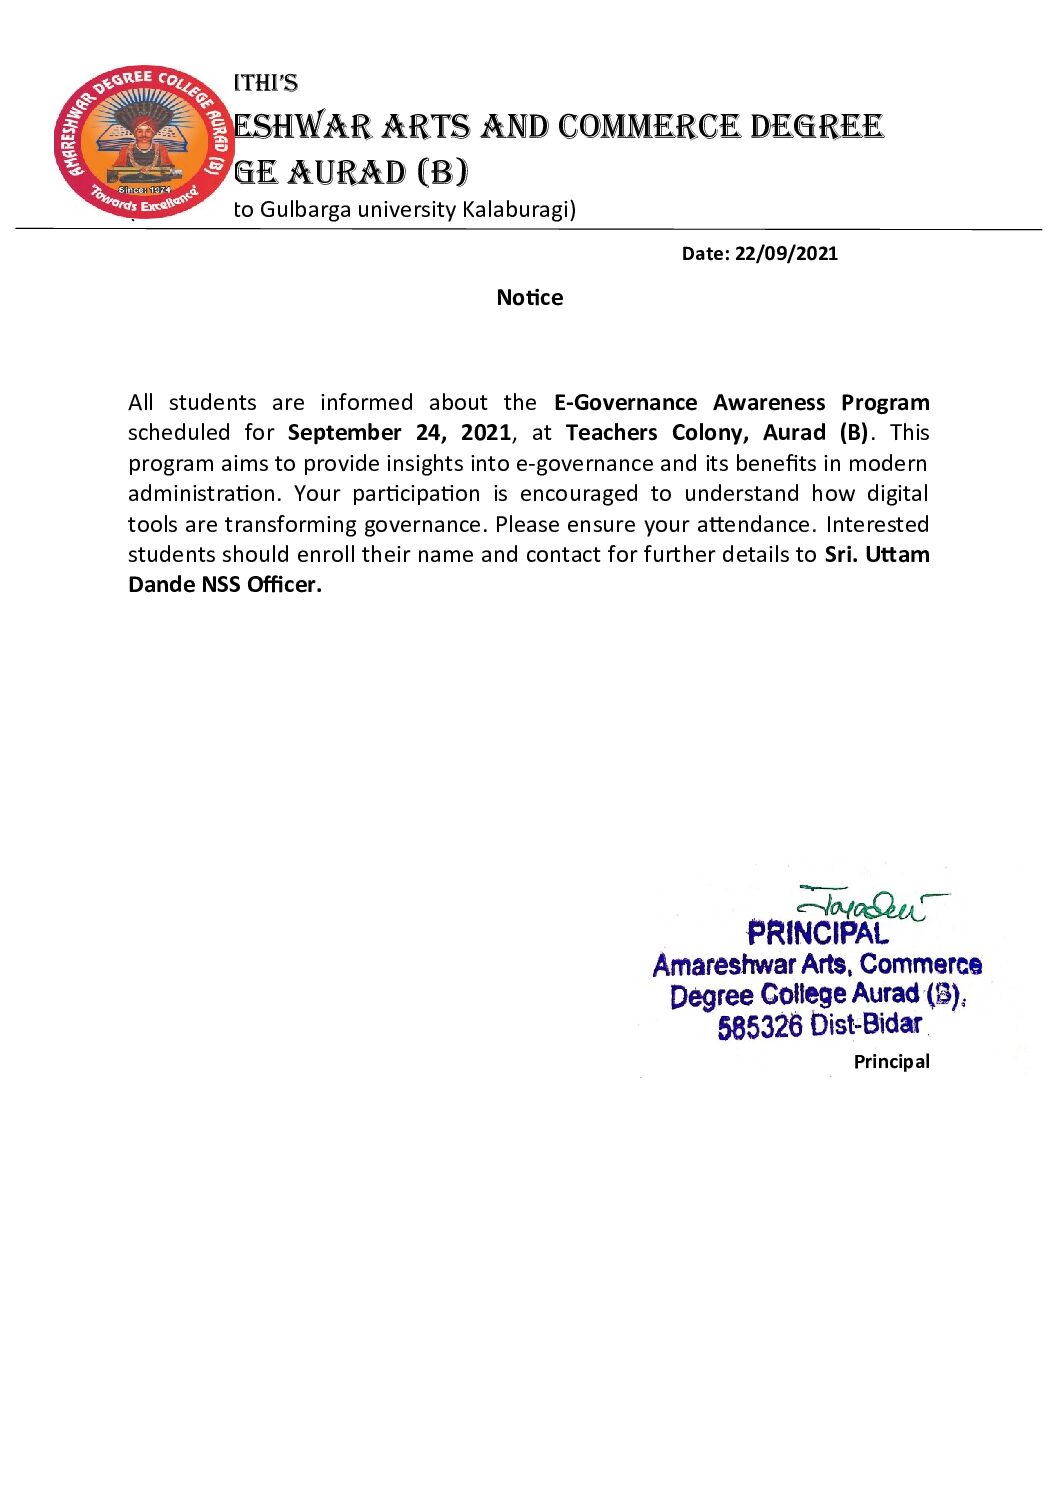 AMARESHWAR DEGREE COLLEGE AURAD (B)
Since 1974
'Towards Excellence'
ITHI'S
ESHWAR ARTS AND COMMERCE DEGREE
GE AURAD (B)
to Gulbarga university Kalaburagi)
Date: 22/09/2021
Notice
All students are informed about the E-Governance Awareness Program
scheduled for September 24, 2021, at Teachers Colony, Aurad (B). This
program aims to provide insights into e-governance and its benefits in modern
administration. Your participation is encouraged to understand how digital
tools are transforming governance. Please ensure your attendance. Interested
students should enroll their name and contact for further details to Sri. Uttam
Dande NSS Officer.
PRINCIPAL
Amareshwar Arts, Commerce
Degree College Aurad (B).
585326 Dist-Bidar
Principal